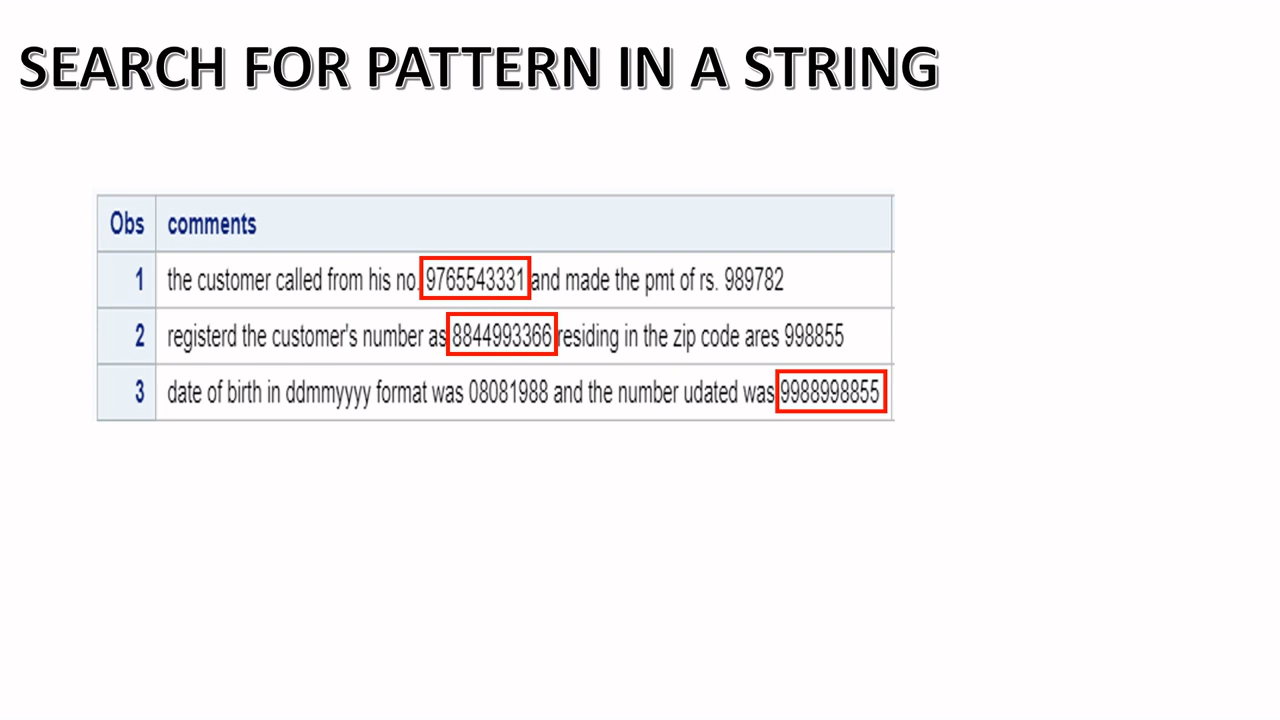 SEARCH FOR PATTERN IN A STRING
Obs comments
1 the customer called from his no. 9765543331 and made the pmt of rs. 989782
2 registerd the customer's number as 8844993366 residing in the zip code ares 998855
3 date of birth in ddmmyyyy format was 08081988 and the number udated was 9988998855